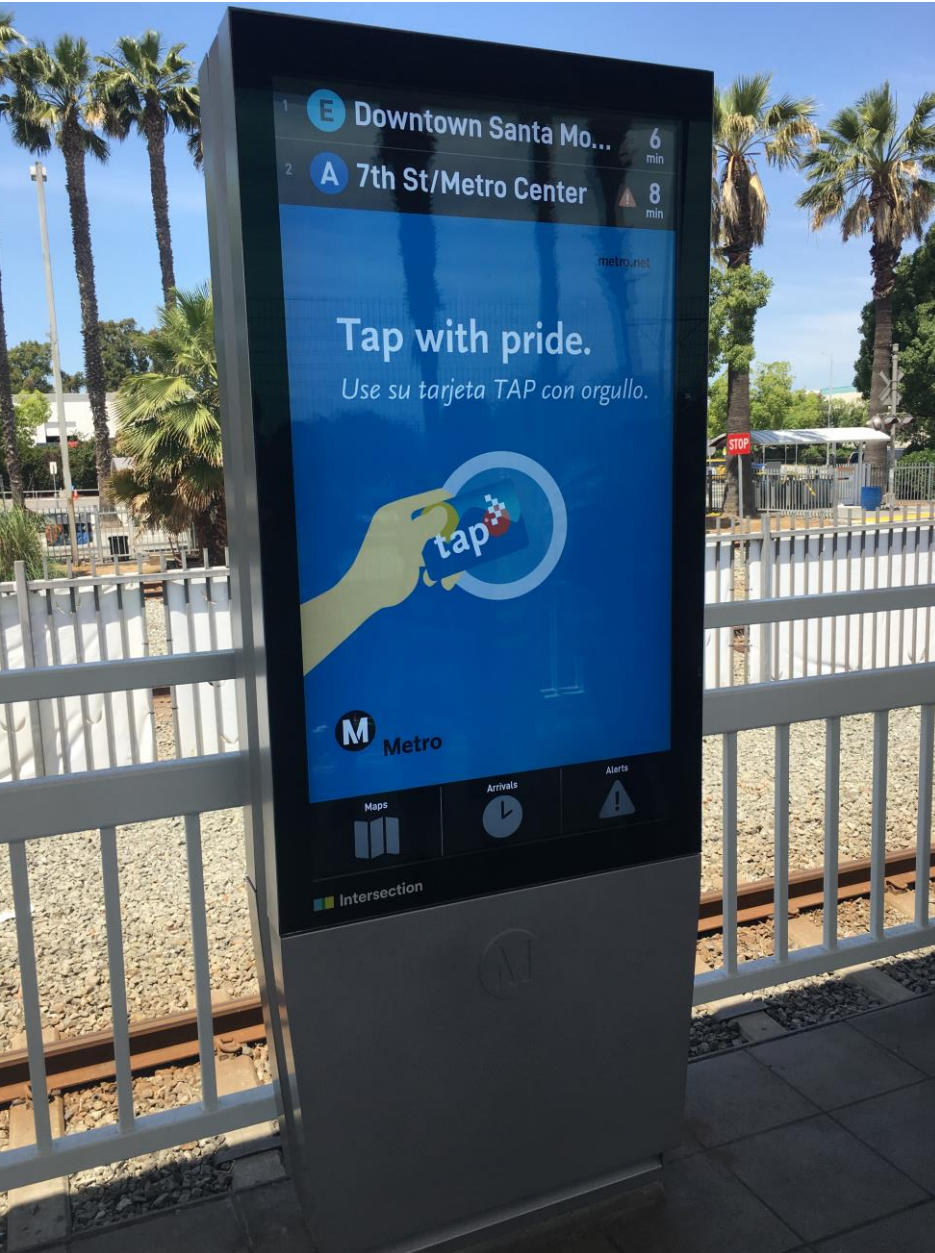 1 E Downtown Santa Mo... 6 min
2 A 7th St/Metro Center 8 min
metro.net
Tap with pride.
Use su tarjeta TAP con orgullo.
STOP
tap
M Metro
Maps
Arrivals
Alerts
Intersection
M